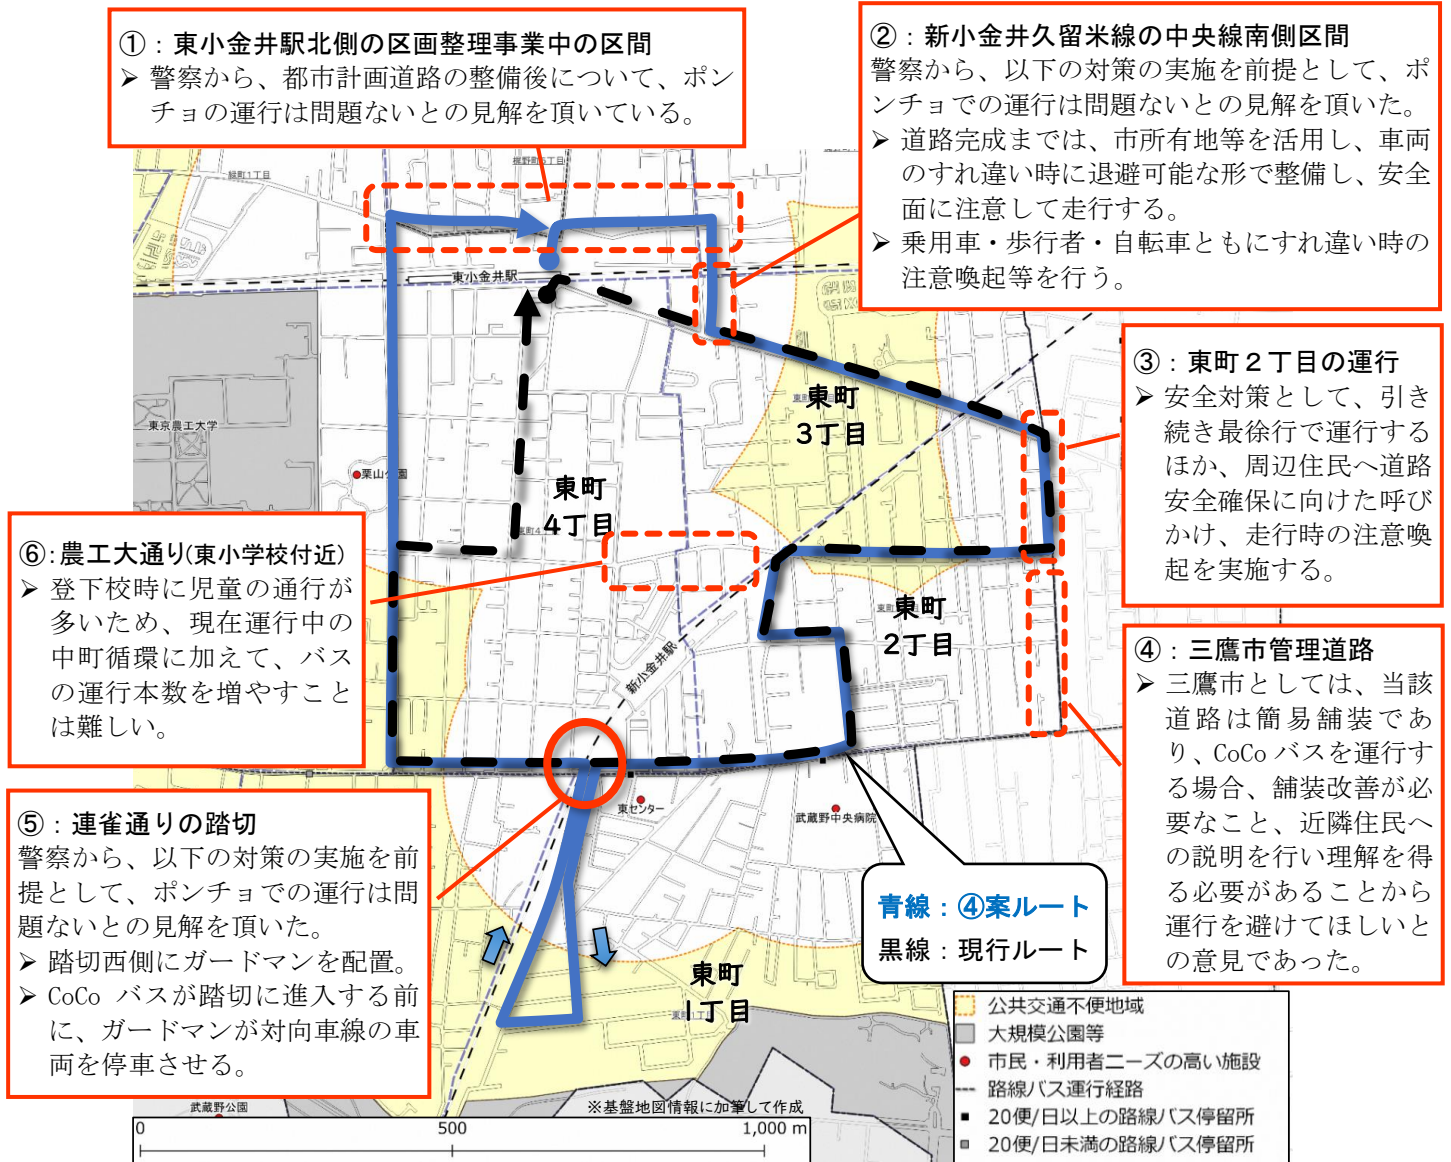 ①：東小金井駅北側の区画整理事業中の区間
➢ 警察から、都市計画道路の整備後について、ポン
チョの運行は問題ないとの見解を頂いている。
②：新小金井久留米線の中央線南側区間
警察から、以下の対策の実施を前提として、ポ
ンチョでの運行は問題ないとの見解を頂いた。
➢ 道路完成までは、市所有地等を活用し、車両
のすれ違い時に退避可能な形で整備し、安全
面に注意して走行する。
➢ 乗用車・歩行者・自転車ともにすれ違い時の
注意喚起等を行う。
緑町1丁目
梶野町5丁目
東小金井駅
③：東町２丁目の運行
➢ 安全対策として、引き
続き最徐行で運行する
ほか、周辺住民へ道路
安全確保に向けた呼び
かけ、走行時の注意喚
起を実施する。
東京農工大学
栗山公園
東町
3丁目
東町
4丁目
⑥：農工大通り(東小学校付近)
➢ 登下校時に児童の通行が
多いため、現在運行中の
中町循環に加えて、バス
の運行本数を増やすこと
は難しい。
東町
2丁目
新小金井駅
④：三鷹市管理道路
➢ 三鷹市としては、当該
道路は簡易舗装であ
り、CoCo バスを運行す
る場合、舗装改善が必
要なこと、近隣住民へ
の説明を行い理解を得
る必要があることから
運行を避けてほしいと
の意見であった。
⑤：連雀通りの踏切
警察から、以下の対策の実施を前
提として、ポンチョでの運行は問
題ないとの見解を頂いた。
➢ 踏切西側にガードマンを配置。
➢ CoCo バスが踏切に進入する前
に、ガードマンが対向車線の車
両を停車させる。
東センター
武蔵野中央病院
青線：④案ルート
黒線：現行ルート
東町
1丁目
東町1丁目
公共交通不便地域
大規模公園等
市民・利用者ニーズの高い施設
路線バス運行経路
20便/日以上の路線バス停留所
20便/日未満の路線バス停留所
武蔵野公園
※基盤地図情報に加筆して作成
0 500 1,000 m